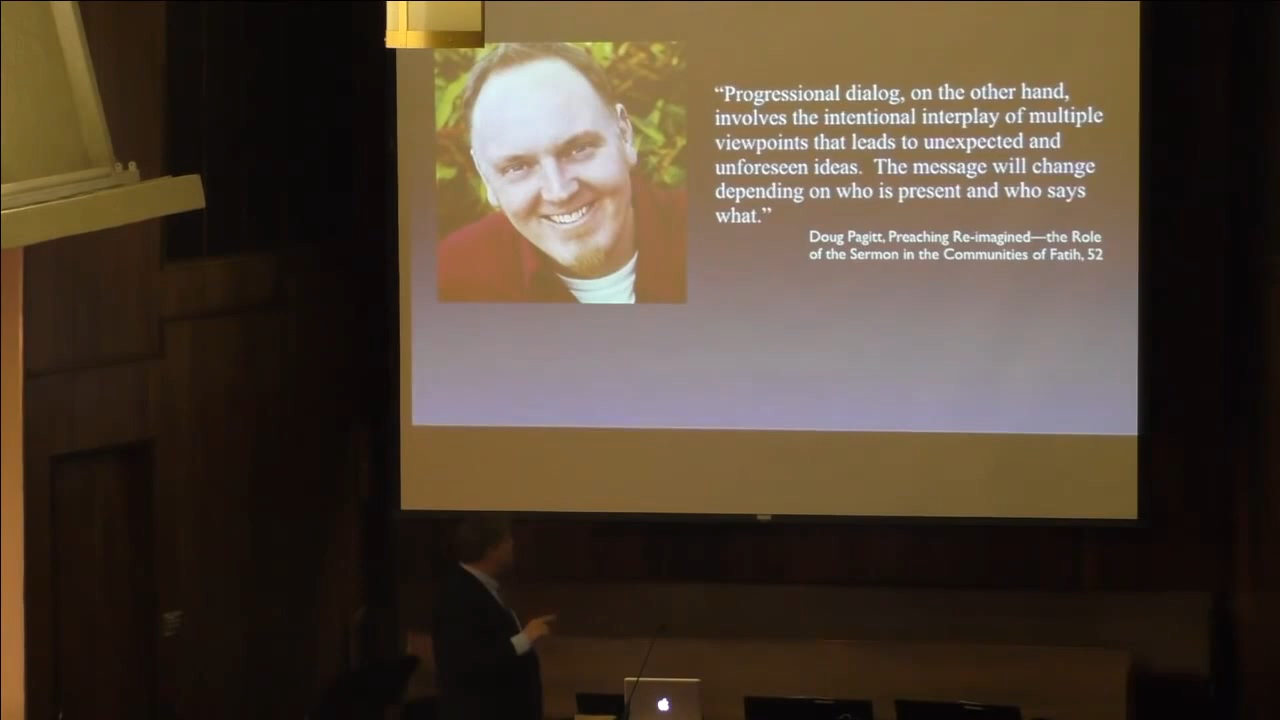 “Progressional dialog, on the other hand,
involves the intentional interplay of multiple
viewpoints that leads to unexpected and
unforeseen ideas.  The message will change
depending on who is present and who says
what.”
Doug Pagitt, Preaching Re-imagined—the Role
of the Sermon in the Communities of Fatih, 52